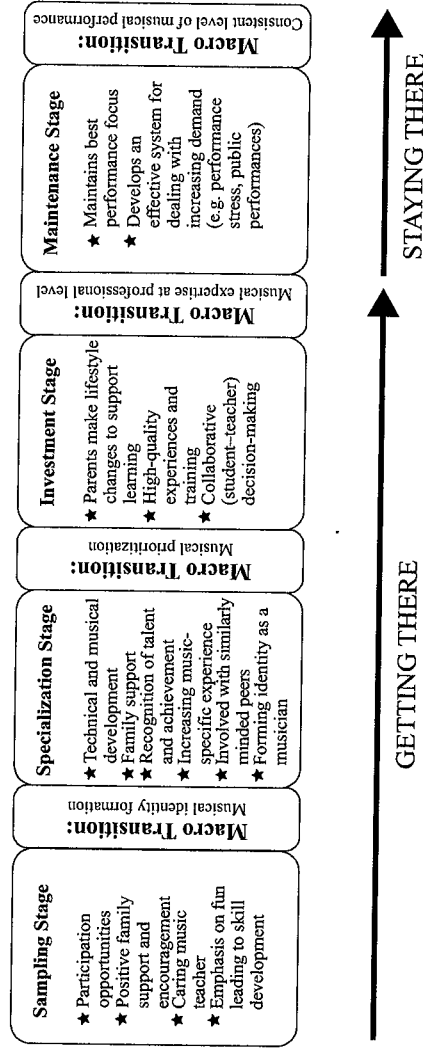 Sampling Stage
★ Participation
opportunities
★ Positive family
support and
encouragement
★ Caring music
teacher
★ Emphasis on fun
leading to skill
development
Macro Transition:
Musical identity formation
Specialization Stage
★ Technical and musical
development
★ Family support
★ Recognition of talent
and achievement
★ Increasing music-
specific experience
★ Involved with similarly
minded peers
★ Forming identity as a
musician
Macro Transition:
Musical prioritization
Investment Stage
★ Parents make lifestyle
changes to support
learning
★ High-quality
experiences and
training
★ Collaborative
(student–teacher)
decision-making
Macro Transition:
Musical expertise at professional level
Maintenance Stage
★ Maintains best
performance focus
★ Develops an
effective system for
dealing with
increasing demand
(e.g. performance
stress, public
performances)
Macro Transition:
Consistent level of musical performance
GETTING THERE
STAYING THERE